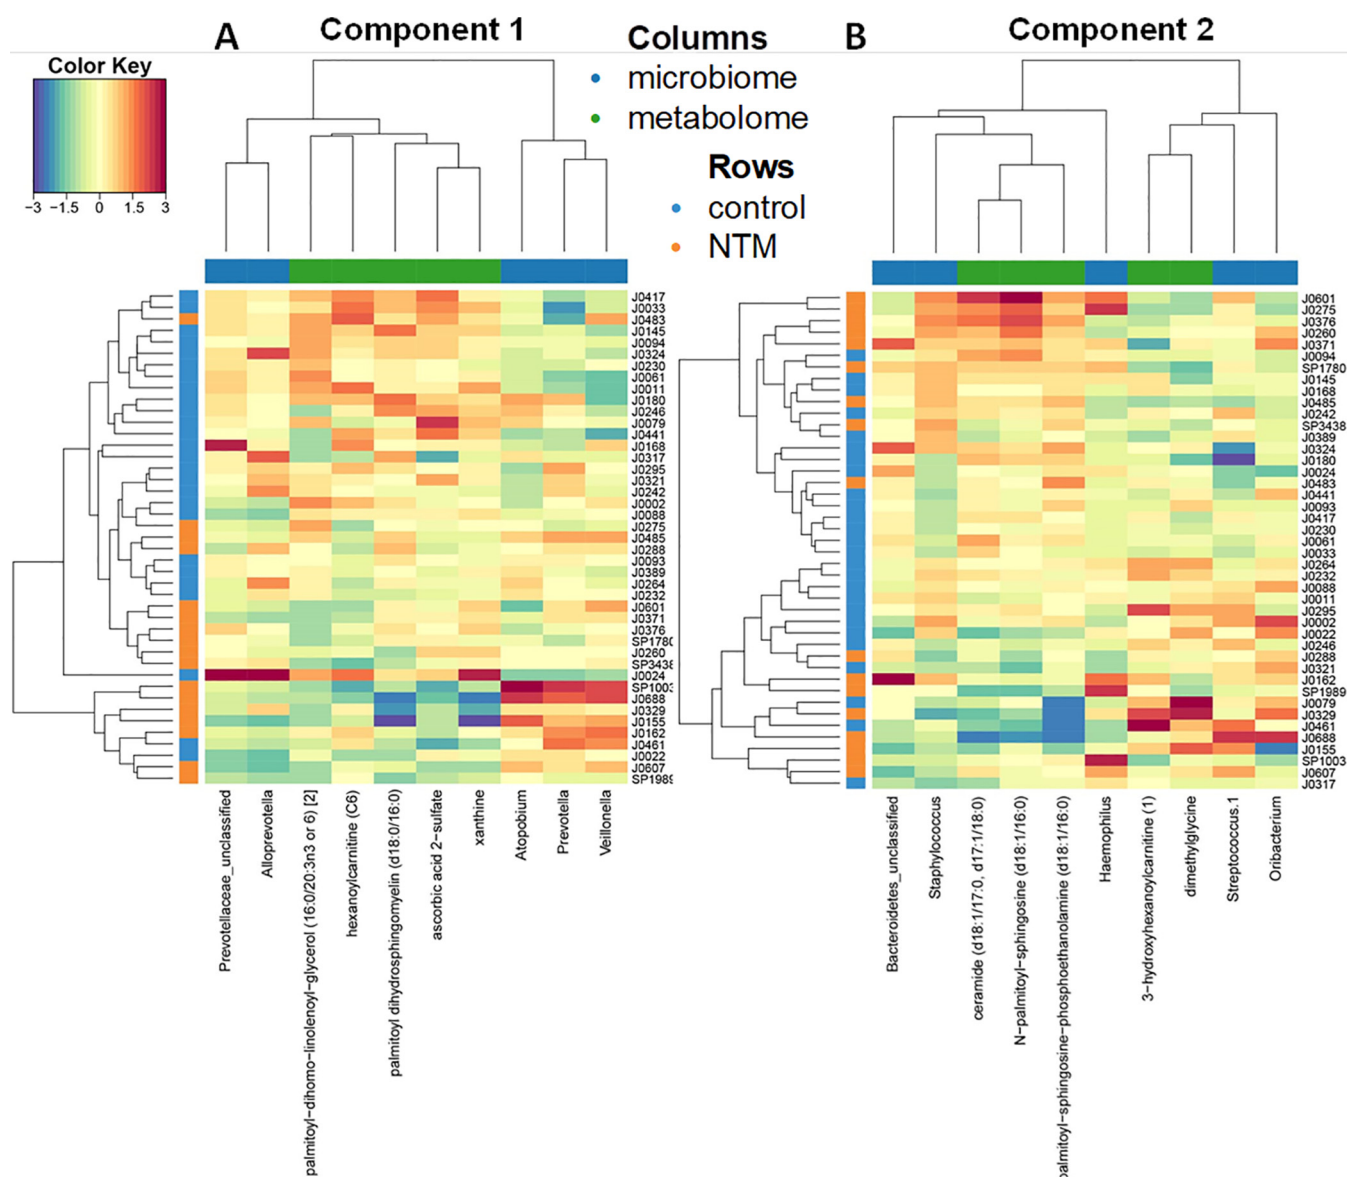 A
Component 1
Color Key
−3 −1.5 0 1.5 3
Columns
microbiome
metabolome
Rows
control
NTM
J0417
J0033
J0483
J0145
J0094
J0324
J0230
J0061
J0011
J0180
J0246
J0079
J0441
J0168
J0317
J0295
J0321
J0242
J0002
J0088
J0275
J0485
J0288
J0093
J0389
J0264
J0232
J0601
J0371
J0376
SP1780
J0260
SP3438
J0024
SP1003
J0688
J0329
J0155
J0162
J0461
J0022
J0607
SP1989
Prevotellaceae_unclassified
Alloprevotella
palmitoyl−dihomo−linolenoyl−glycerol (16:0/20:3n3 or 6) [2]
hexanoylcarnitine (C6)
palmitoyl dihydrosphingomyelin (d18:0/16:0)
ascorbic acid 2−sulfate
xanthine
Atopobium
Prevotella
Veillonella
B
Component 2
J0601
J0275
J0376
J0260
J0371
J0094
SP1780
J0145
J0168
J0485
J0242
SP3438
J0389
J0324
J0180
J0024
J0483
J0441
J0093
J0417
J0230
J0061
J0033
J0264
J0232
J0088
J0011
J0295
J0002
J0022
J0246
J0288
J0321
J0162
SP1989
J0079
J0329
J0461
J0688
J0155
SP1003
J0607
J0317
Bacteroidetes_unclassified
Staphylococcus
ceramide (d18:1/17:0, d17:1/18:0)
N−palmitoyl−sphingosine (d18:1/16:0)
palmitoyl−sphingosine−phosphoethanolamine (d18:1/16:0)
Haemophilus
3−hydroxyhexanoylcarnitine (1)
dimethylglycine
Streptococcus.1
Oribacterium